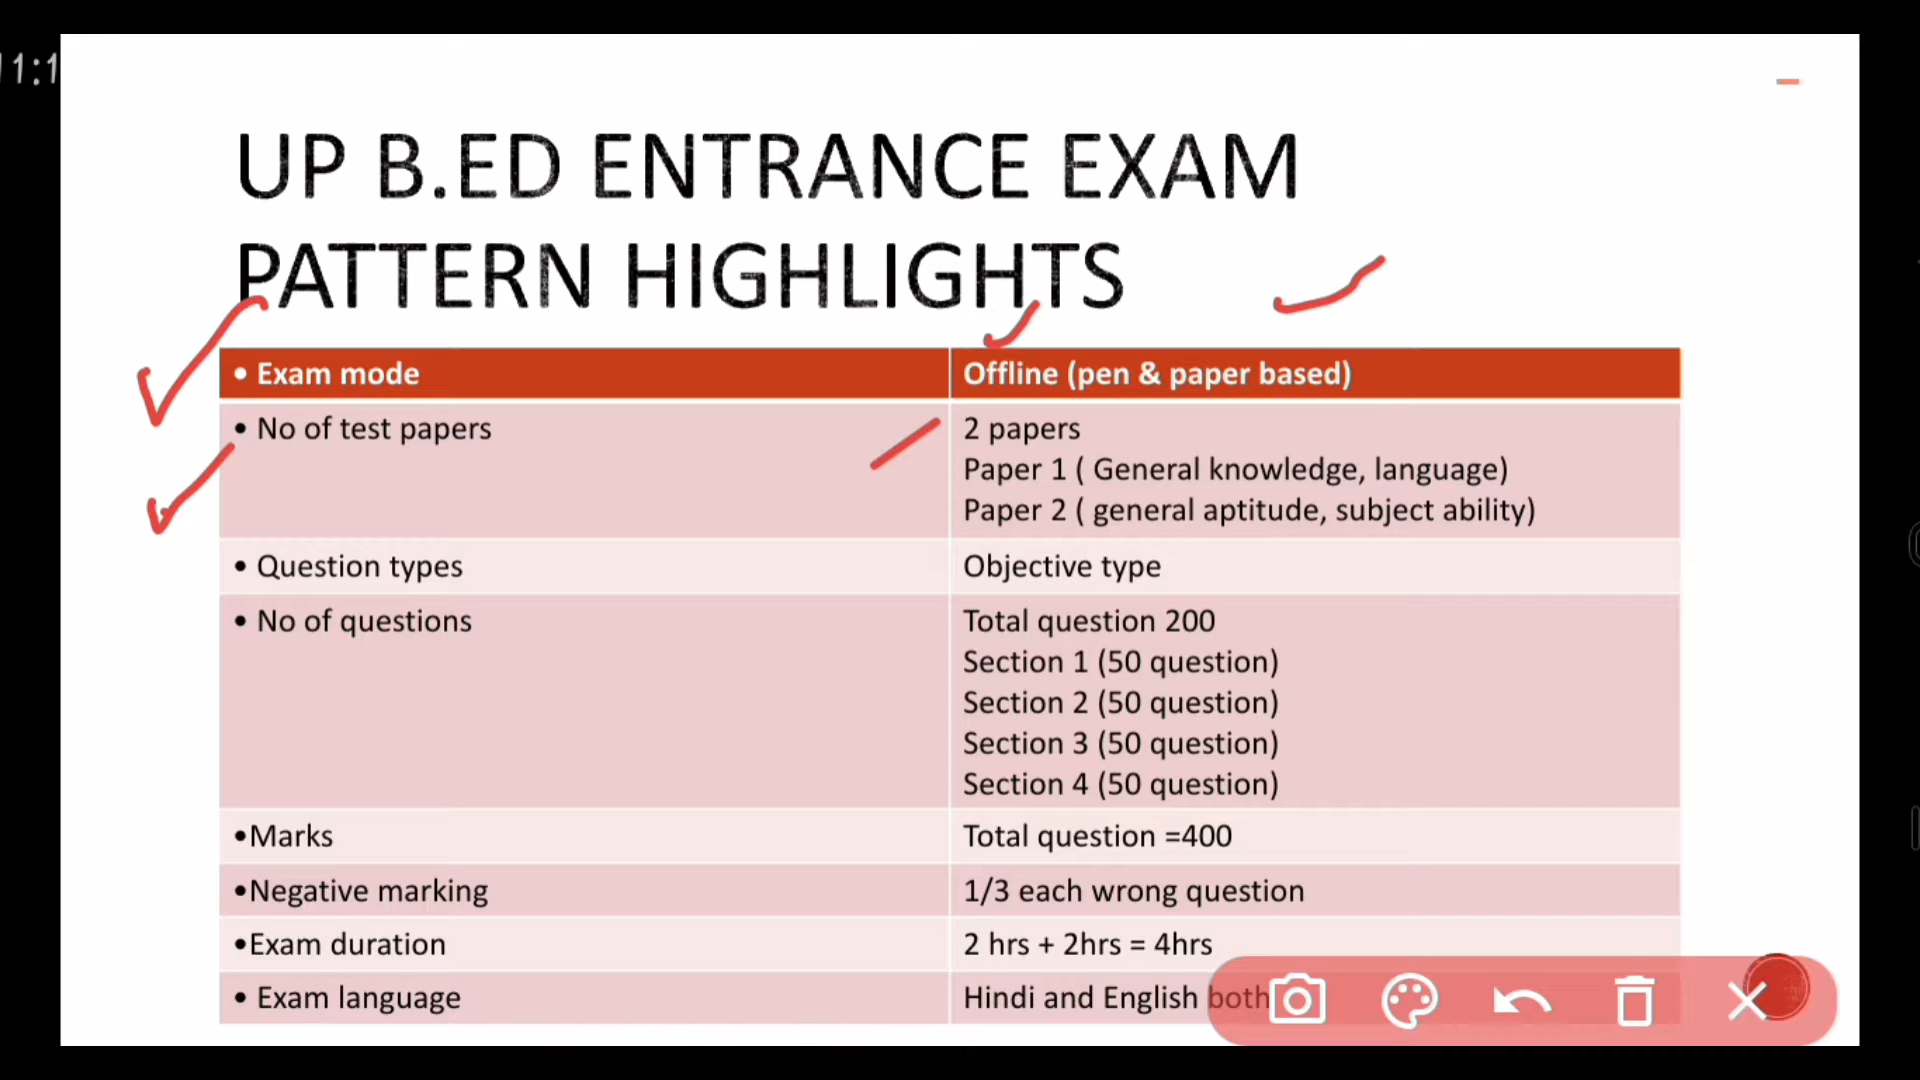 11:1
UP B.ED ENTRANCE EXAM
PATTERN HIGHLIGHTS
• Exam mode
Offline (pen & paper based)
• No of test papers
2 papers
Paper 1 ( General knowledge, language)
Paper 2 ( general aptitude, subject ability)
• Question types
Objective type
• No of questions
Total question 200
Section 1 (50 question)
Section 2 (50 question)
Section 3 (50 question)
Section 4 (50 question)
•Marks
Total question =400
•Negative marking
1/3 each wrong question
•Exam duration
2 hrs + 2hrs = 4hrs
• Exam language
Hindi and English both